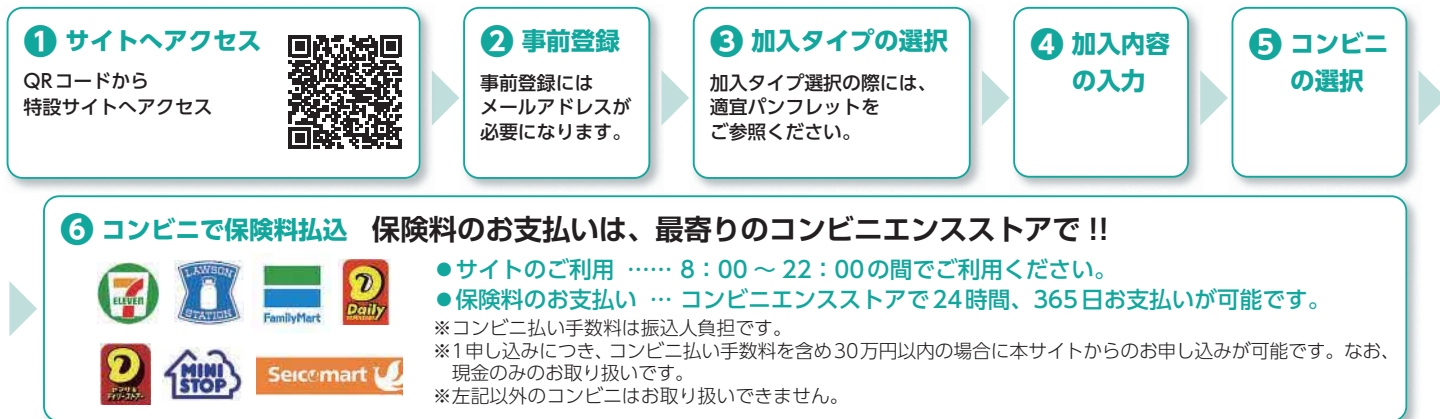 ❶ サイトへアクセス
QRコードから
特設サイトへアクセス
❷ 事前登録
事前登録には
メールアドレスが
必要になります。
❸ 加入タイプの選択
加入タイプ選択の際には、
適宜パンフレットを
ご参照ください。
❹ 加入内容
の入力
❺ コンビニ
の選択
❻ コンビニで保険料払込 保険料のお支払いは、最寄りのコンビニエンスストアで !!
7 ELEVEN
LAWSON
STATION
FamilyMart
Daily
ヤマザキ
デイリーストアー
MINI
STOP
Seicomart
●サイトのご利用 …… 8:00 ~ 22:00の間でご利用ください。
●保険料のお支払い … コンビニエンスストアで24時間、365日お支払いが可能です。
※コンビニ払い手数料は振込人負担です。
※1申し込みにつき、コンビニ払い手数料を含め30万円以内の場合に本サイトからのお申し込みが可能です。なお、
現金のみのお取り扱いです。
※左記以外のコンビニはお取り扱いできません。